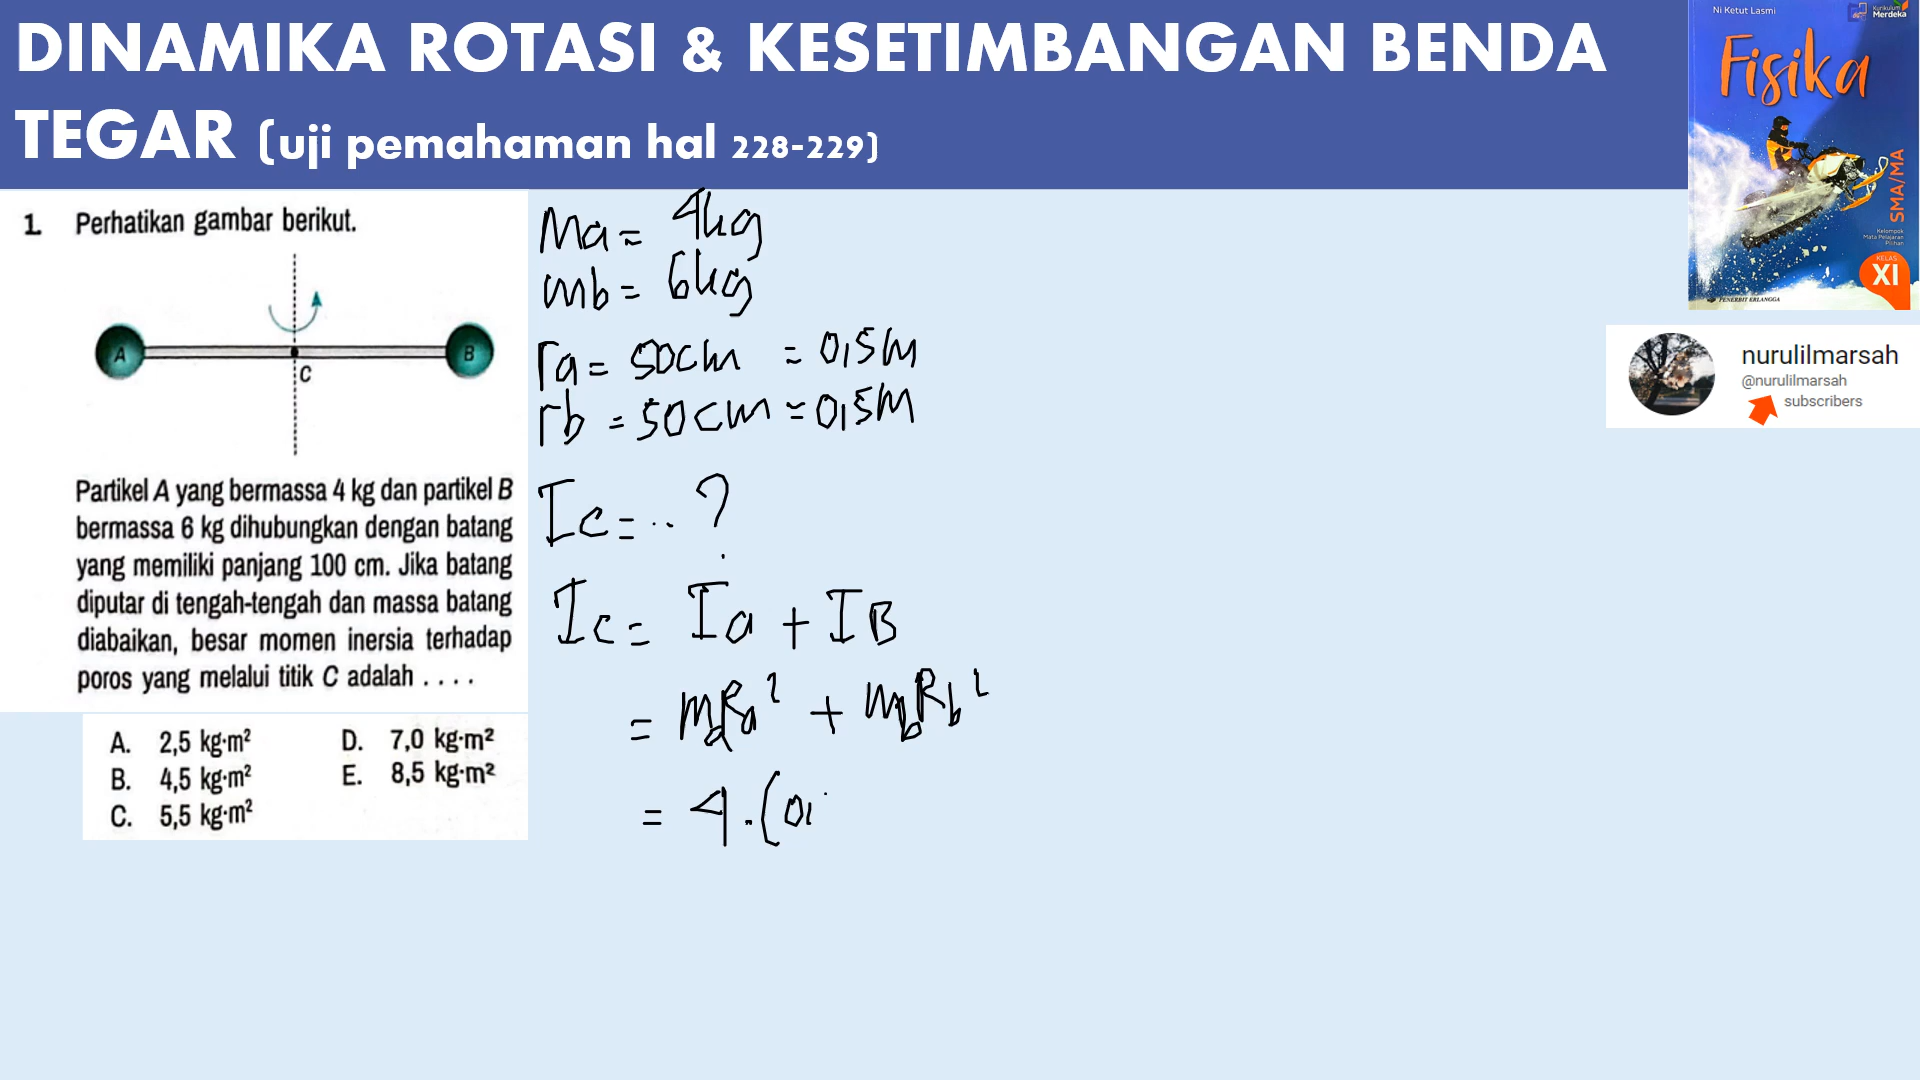 DINAMIKA ROTASI & KESETIMBANGAN BENDA
TEGAR (uji pemahaman hal 228-229)
Ni Ketut Lasmi
Kurikulum
Merdeka
Fisika
SMA/MA
Kelompok
Mata Pelajaran
Pilihan
KELAS
XI
PENERBIT ERLANGGA
nurulilmarsah
@nurulilmarsah
subscribers
1. Perhatikan gambar berikut.
A
B
C
Partikel A yang bermassa 4 kg dan partikel B
bermassa 6 kg dihubungkan dengan batang
yang memiliki panjang 100 cm. Jika batang
diputar di tengah-tengah dan massa batang
diabaikan, besar momen inersia terhadap
poros yang melalui titik C adalah . . . .
A. 2,5 kg·m² D. 7,0 kg·m²
B. 4,5 kg·m² E. 8,5 kg·m²
C. 5,5 kg·m²
Ma = 4kg
mb = 6kg
ra = 50cm = 0,5m
rb = 50cm = 0,5m
Ic = .. ?
Ic = Ia + IB
= maRa² + mbRb²
= 4.(0,